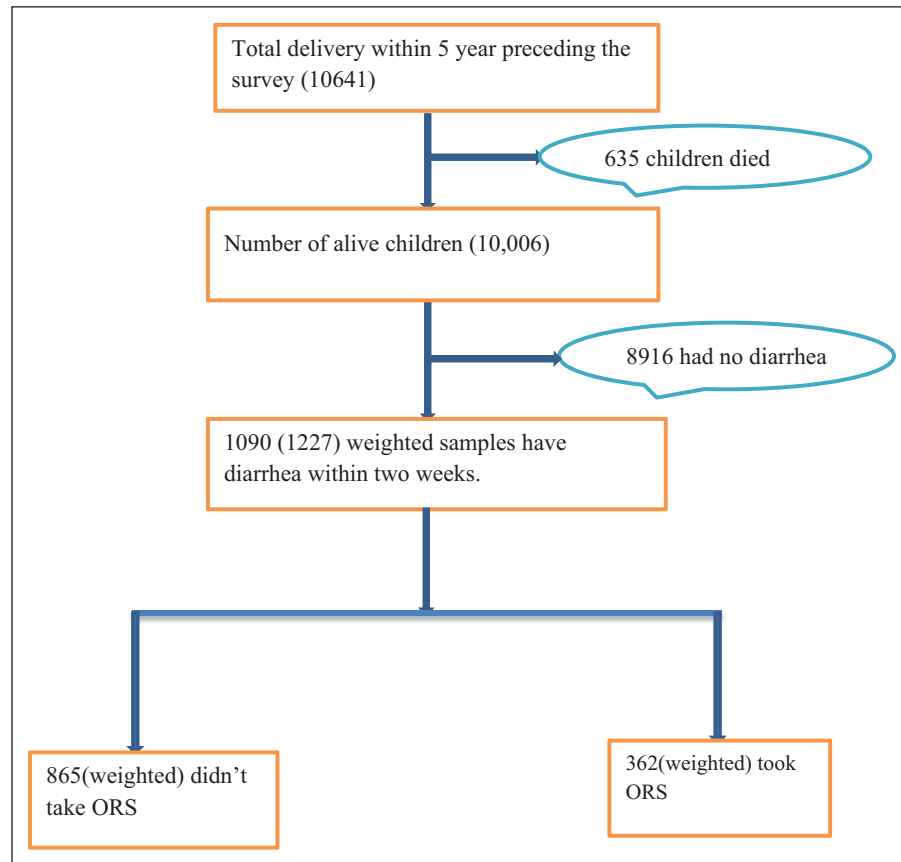 Total delivery within 5 year preceding the
survey (10641)
635 children died
Number of alive children (10,006)
8916 had no diarrhea
1090 (1227) weighted samples have
diarrhea within two weeks.
865(weighted) didn’t
take ORS
362(weighted) took
ORS